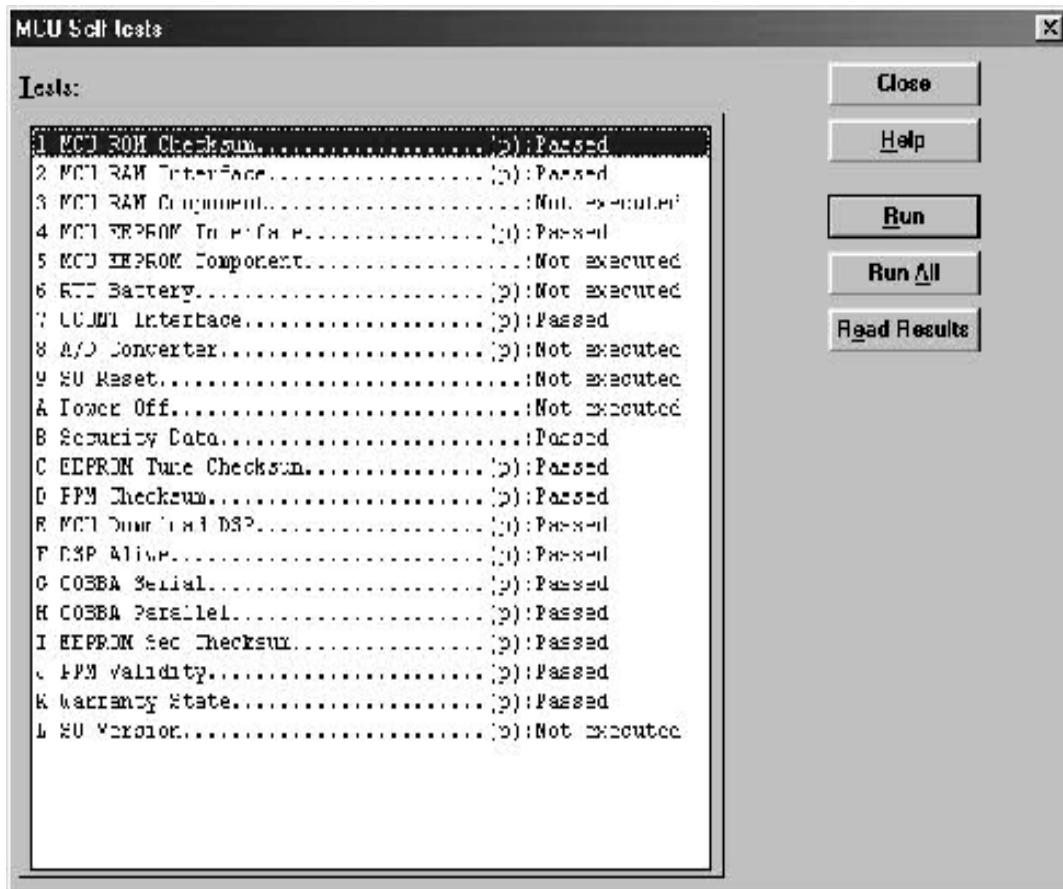 MCU Self tests
Tests:
1 MCU ROM Checksum....................(p):Passed
2 MCU RAM Interface...................(p):Passed
3 MCU RAM Component......................:Not executed
4 MCU EEPROM Interface................(p):Passed
5 MCU EEPROM Component...................:Not executed
6 RTC Battery.........................(p):Not executed
7 CCONT Interface.....................(p):Passed
8 A/D Converter.......................(p):Not executed
9 SW Reset...............................:Not executed
A Power Off..............................:Not executed
B Security Data..........................:Passed
C EEPROM Tune Checksum................(p):Passed
D PPM Checksum........................(p):Passed
E MCU Download DSP....................(p):Passed
F DSP Alive...........................(p):Passed
G COBBA Serial........................(p):Passed
H COBBA Parallel......................(p):Passed
I EEPROM Sec Checksum.................(p):Passed
J PPM Validity........................(p):Passed
K Warranty State......................(p):Passed
L SW Version..........................(p):Not executed
Close
Help
Run
Run All
Read Results